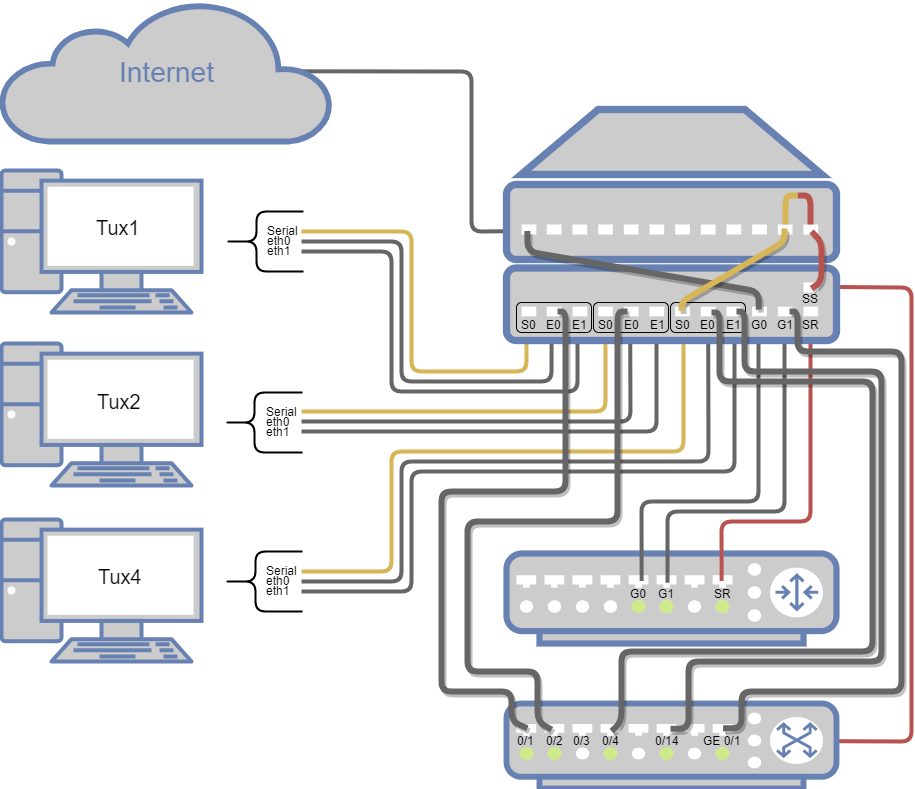 Internet
Tux1
Serial
eth0
eth1
SS
S0 E0 E1 S0 E0 E1 S0 E0 E1 G0 G1 SR
Tux2
Serial
eth0
eth1
Tux4
Serial
eth0
eth1
G0 G1 SR
0/1 0/2 0/3 0/4 0/14 GE 0/1